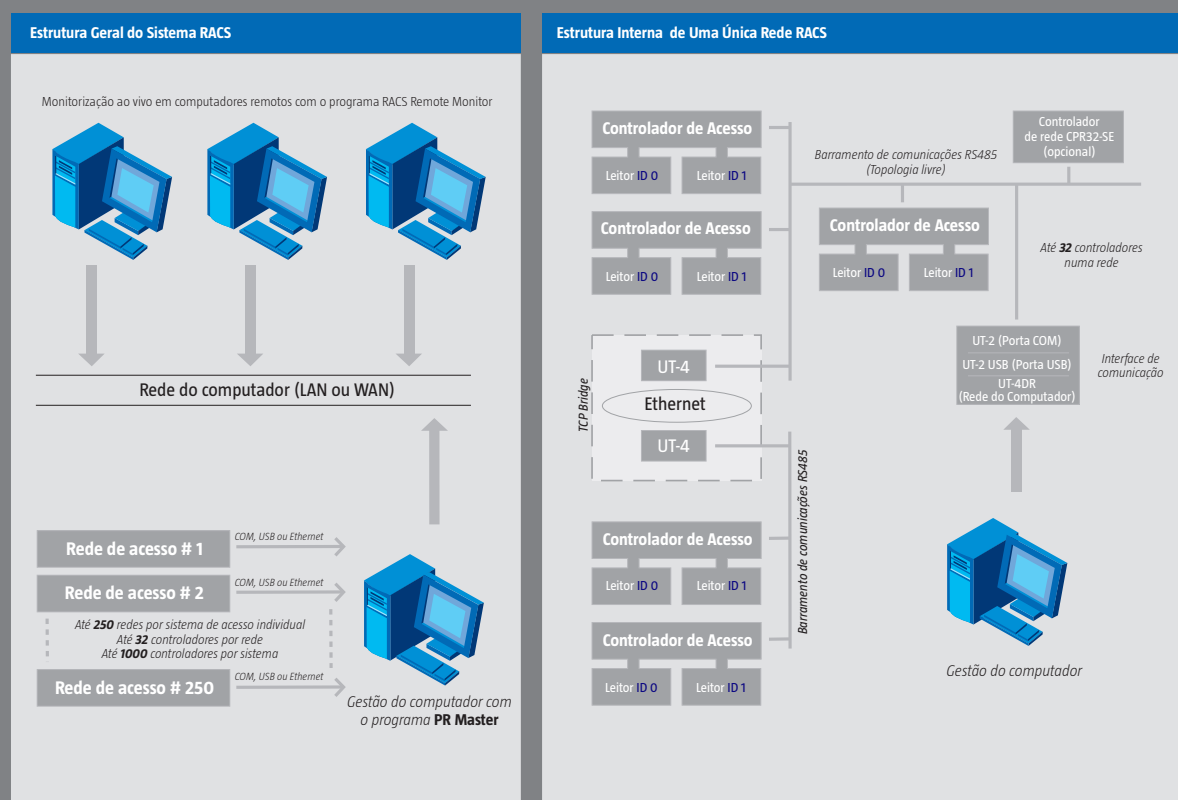 Estrutura Geral do Sistema RACS
Monitorização ao vivo em computadores remotos com o programa RACS Remote Monitor
Rede do computador (LAN ou WAN)
Rede de acesso # 1
COM, USB ou Ethernet
Rede de acesso # 2
COM, USB ou Ethernet
Até 250 redes por sistema de acesso individual
Até 32 controladores por rede
Até 1000 controladores por sistema
Rede de acesso # 250
COM, USB ou Ethernet
Gestão do computador com
o programa PR Master
Estrutura Interna de Uma Única Rede RACS
Controlador de Acesso
Leitor ID 0
Leitor ID 1
Controlador de Acesso
Leitor ID 0
Leitor ID 1
Barramento de comunicações RS485
(Topologia livre)
Controlador
de rede CPR32-SE
(opcional)
Controlador de Acesso
Leitor ID 0
Leitor ID 1
Até 32 controladores
numa rede
TCP Bridge
UT-4
Ethernet
UT-4
UT-2 (Porta COM)
UT-2 USB (Porta USB)
UT-4DR
(Rede do Computador)
Interface de
comunicação
Barramento de comunicações RS485
Controlador de Acesso
Leitor ID 0
Leitor ID 1
Controlador de Acesso
Leitor ID 0
Leitor ID 1
Gestão do computador